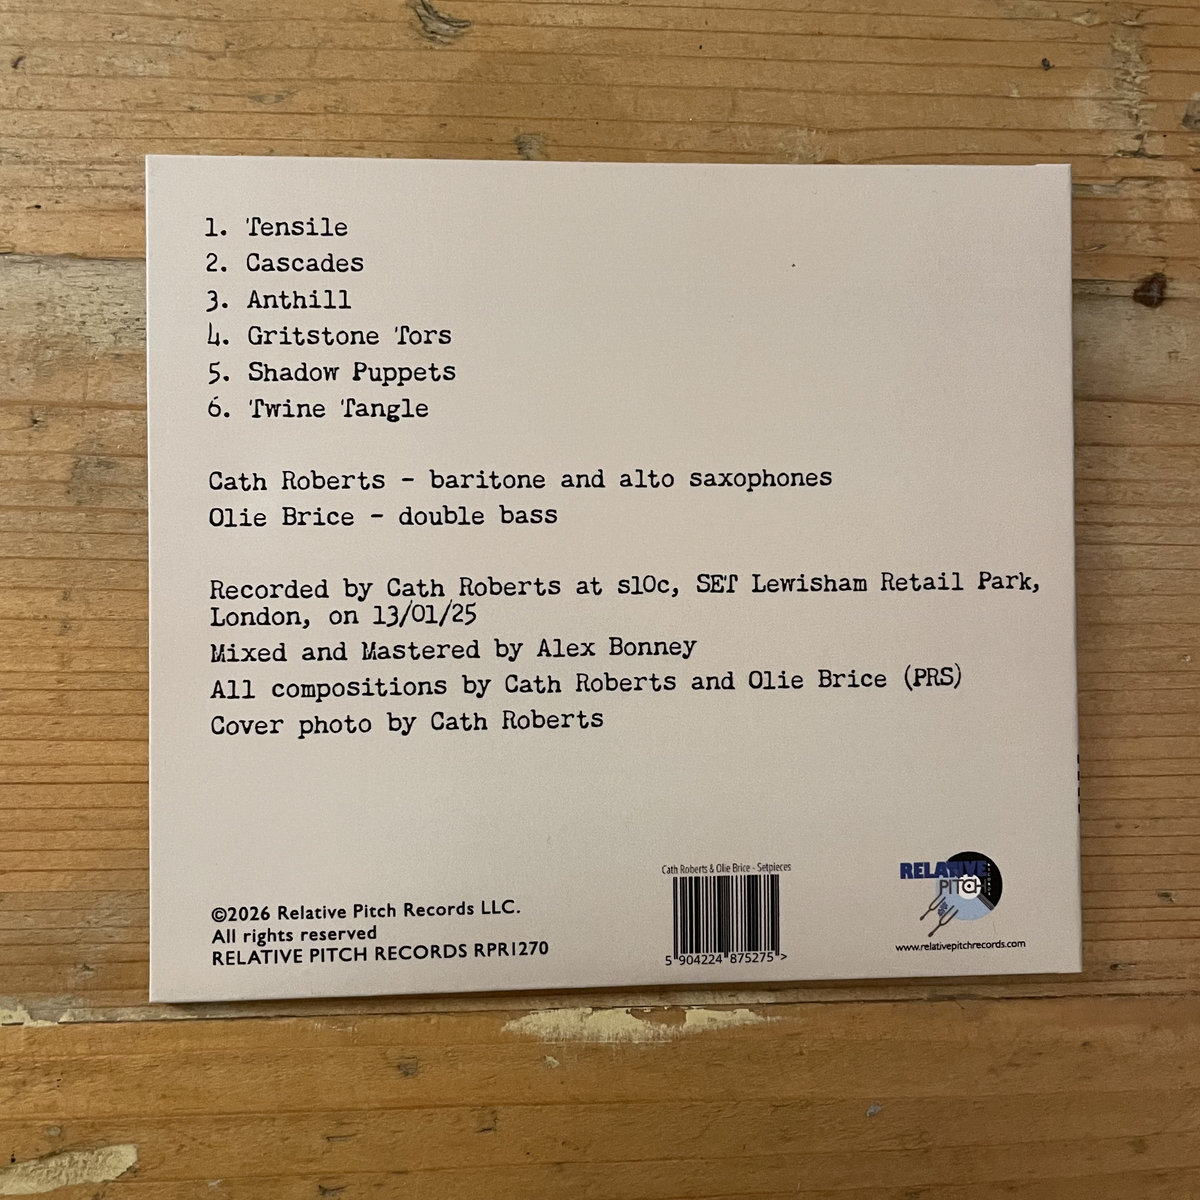 1. Tensile
2. Cascades
3. Anthill
4. Gritstone Tors
5. Shadow Puppets
6. Twine Tangle
Cath Roberts - baritone and alto saxophones
Olie Brice - double bass
Recorded by Cath Roberts at sl0c, SET Lewisham Retail Park,
London, on 13/01/25
Mixed and Mastered by Alex Bonney
All compositions by Cath Roberts and Olie Brice (PRS)
Cover photo by Cath Roberts
©2026 Relative Pitch Records LLC.
All rights reserved
RELATIVE PITCH RECORDS RPR1270
Cath Roberts & Olie Brice - Setpieces
5 904224 875275 >
RELATIVE
PITCH
www.relativepitchrecords.com